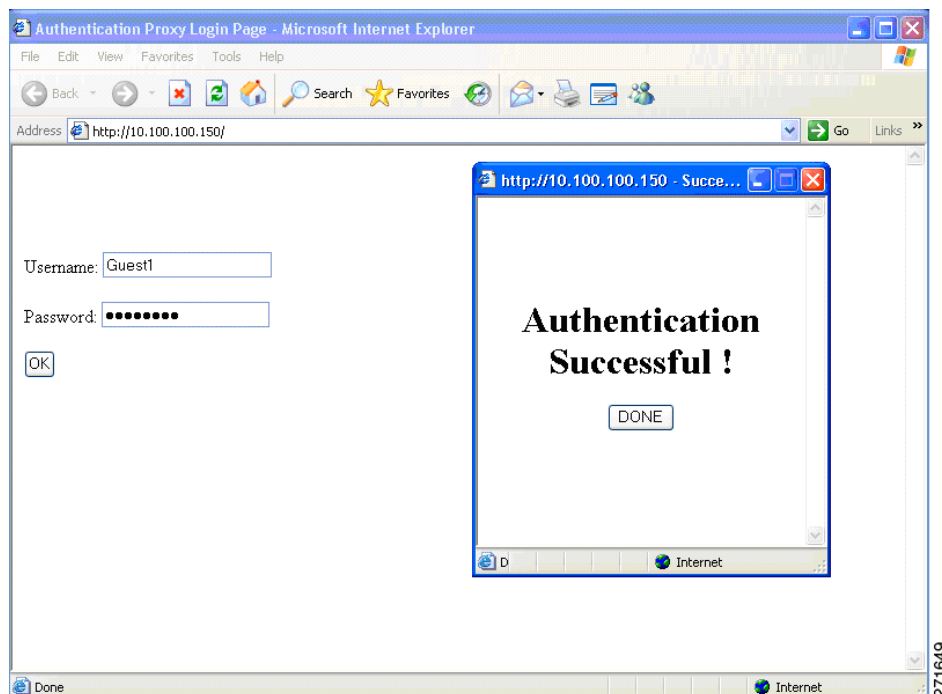 Authentication Proxy Login Page - Microsoft Internet Explorer
File Edit View Favorites Tools Help
Back Search Favorites
Address http://10.100.100.150/ Go Links »
http://10.100.100.150 - Succe...
Username: Guest1
Password: ●●●●●●●●
OK
Authentication
Successful !
DONE
D Internet
Done Internet
271649